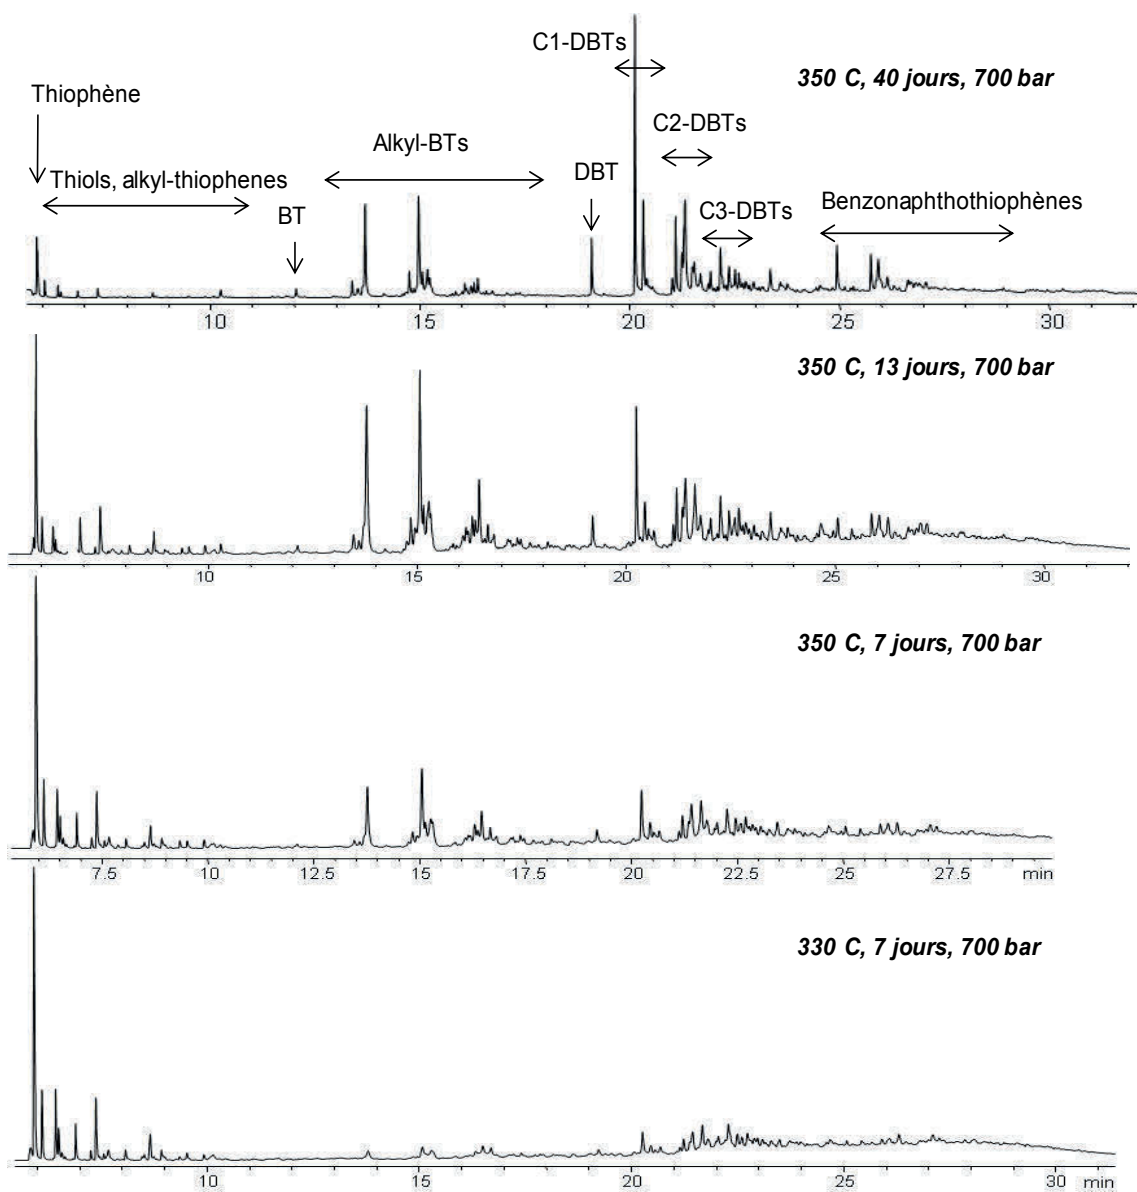 C1-DBTs
350 C, 40 jours, 700 bar
Thiophène
C2-DBTs
Alkyl-BTs
DBT
Thiols, alkyl-thiophenes
Benzonaphthothiophènes
BT
C3-DBTs
10 15 20 25 30
350 C, 13 jours, 700 bar
10 15 20 25 30
350 C, 7 jours, 700 bar
7.5 10 12.5 15 17.5 20 22.5 25 27.5 min
330 C, 7 jours, 700 bar
10 15 20 25 30 min